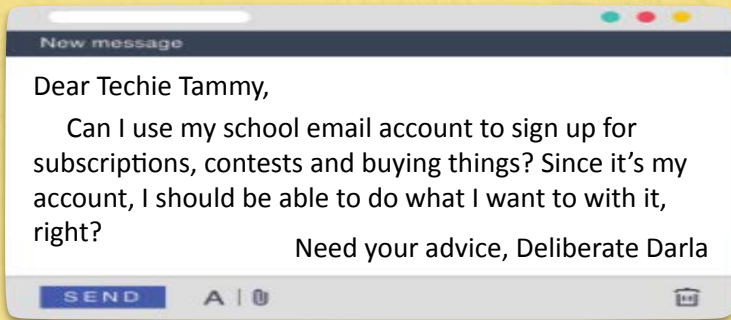 New message
Dear Techie Tammy,
Can I use my school email account to sign up for
subscriptions, contests and buying things? Since it’s my
account, I should be able to do what I want to with it,
right?
Need your advice, Deliberate Darla
SEND A